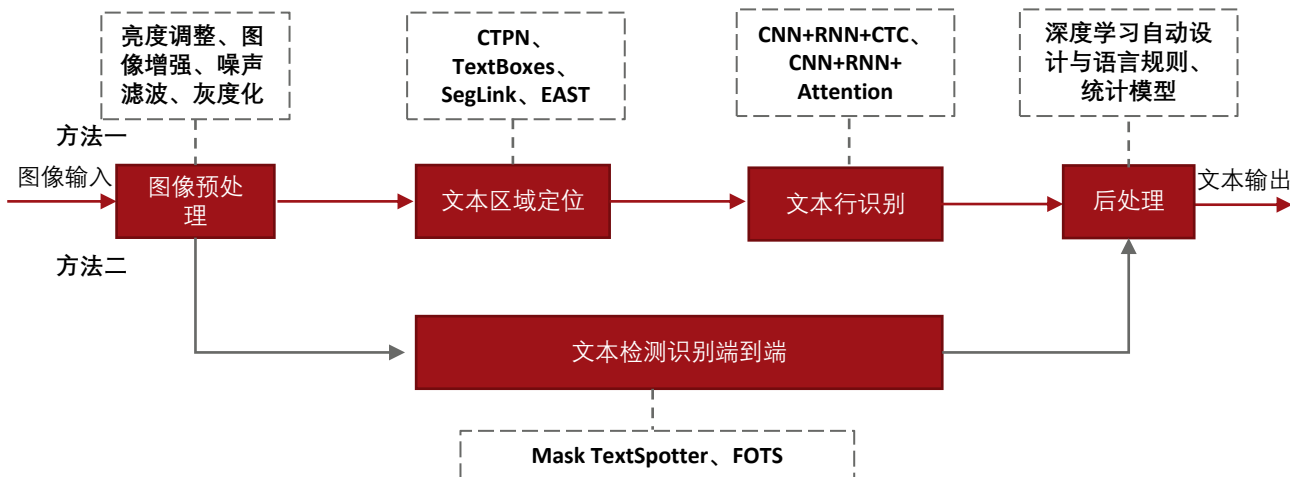 亮度调整、图
像增强、噪声
滤波、灰度化
CTPN、
TextBoxes、
SegLink、EAST
CNN+RNN+CTC、
CNN+RNN+
Attention
深度学习自动设
计与语言规则、
统计模型
方法一
图像输入
图像预处
理
文本区域定位
文本行识别
后处理
文本输出
方法二
文本检测识别端到端
Mask TextSpotter、FOTS